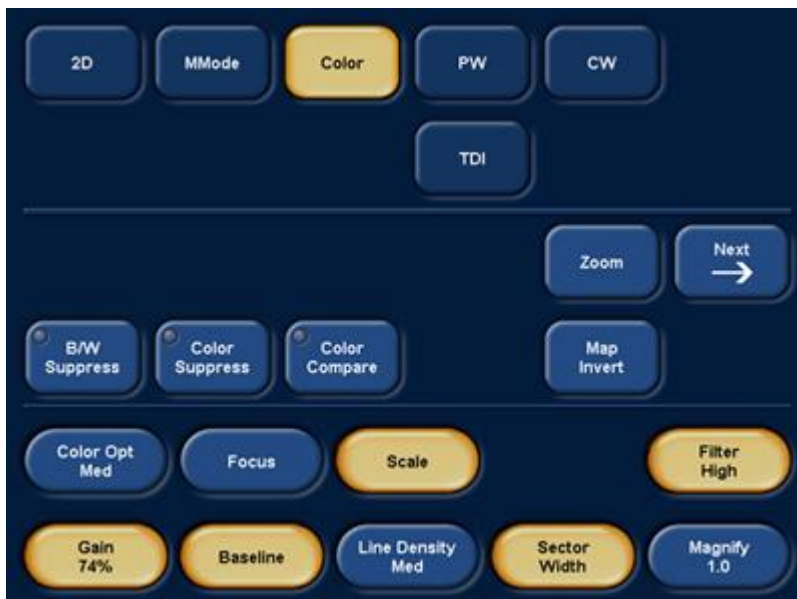 2D MMode Color PW CW
TDI
Zoom Next
B/W Suppress Color Suppress Color Compare Map Invert
Color Opt Med Focus Scale Filter High
Gain 74% Baseline Line Density Med Sector Width Magnify 1.0